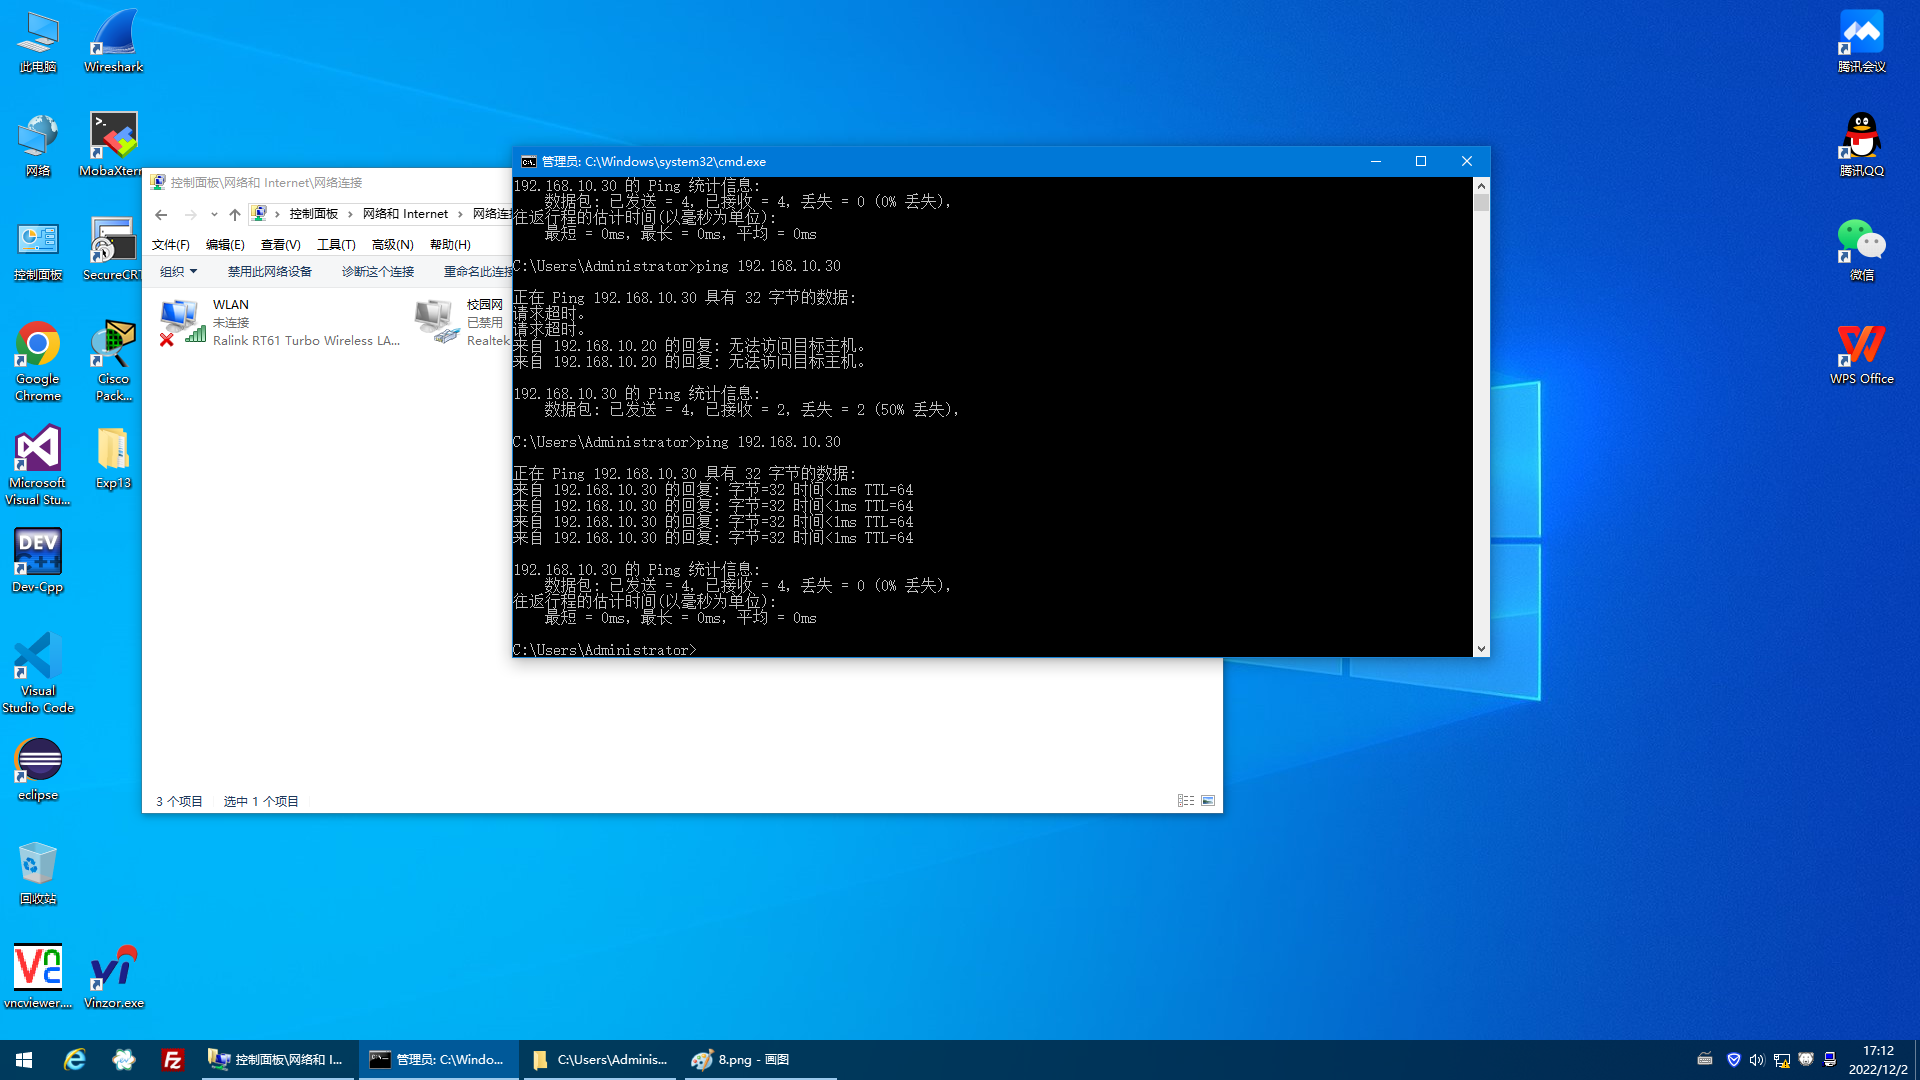 此电脑
Wireshark
网络
MobaXterm
控制面板
SecureCRT
Google
Chrome
Cisco
Pack...
Microsoft
Visual Stu...
Exp13
DEV
C++
Dev-Cpp
Visual
Studio Code
eclipse
回收站
vncviewer....
Vinzor.exe
腾讯会议
腾讯QQ
微信
WPS Office
控制面板\网络和 Internet\网络连接
控制面板 › 网络和 Internet › 网络连
文件(F) 编辑(E) 查看(V) 工具(T) 高级(N) 帮助(H)
组织 禁用此网络设备 诊断这个连接 重命名此连接
WLAN
未连接
Ralink RT61 Turbo Wireless LA...
校园网
已禁用
Realtek
3 个项目 选中 1 个项目
管理员: C:\Windows\system32\cmd.exe
192.168.10.30 的 Ping 统计信息:
数据包: 已发送 = 4，已接收 = 4，丢失 = 0 (0% 丢失)，
往返行程的估计时间(以毫秒为单位):
最短 = 0ms，最长 = 0ms，平均 = 0ms
C:\Users\Administrator>ping 192.168.10.30
正在 Ping 192.168.10.30 具有 32 字节的数据:
请求超时。
请求超时。
来自 192.168.10.20 的回复: 无法访问目标主机。
来自 192.168.10.20 的回复: 无法访问目标主机。
192.168.10.30 的 Ping 统计信息:
数据包: 已发送 = 4，已接收 = 2，丢失 = 2 (50% 丢失)，
C:\Users\Administrator>ping 192.168.10.30
正在 Ping 192.168.10.30 具有 32 字节的数据:
来自 192.168.10.30 的回复: 字节=32 时间<1ms TTL=64
来自 192.168.10.30 的回复: 字节=32 时间<1ms TTL=64
来自 192.168.10.30 的回复: 字节=32 时间<1ms TTL=64
来自 192.168.10.30 的回复: 字节=32 时间<1ms TTL=64
192.168.10.30 的 Ping 统计信息:
数据包: 已发送 = 4，已接收 = 4，丢失 = 0 (0% 丢失)，
往返行程的估计时间(以毫秒为单位):
最短 = 0ms，最长 = 0ms，平均 = 0ms
C:\Users\Administrator>
控制面板\网络和 I...
管理员: C:\Windo...
C:\Users\Adminis...
8.png - 画图
17:12
2022/12/2